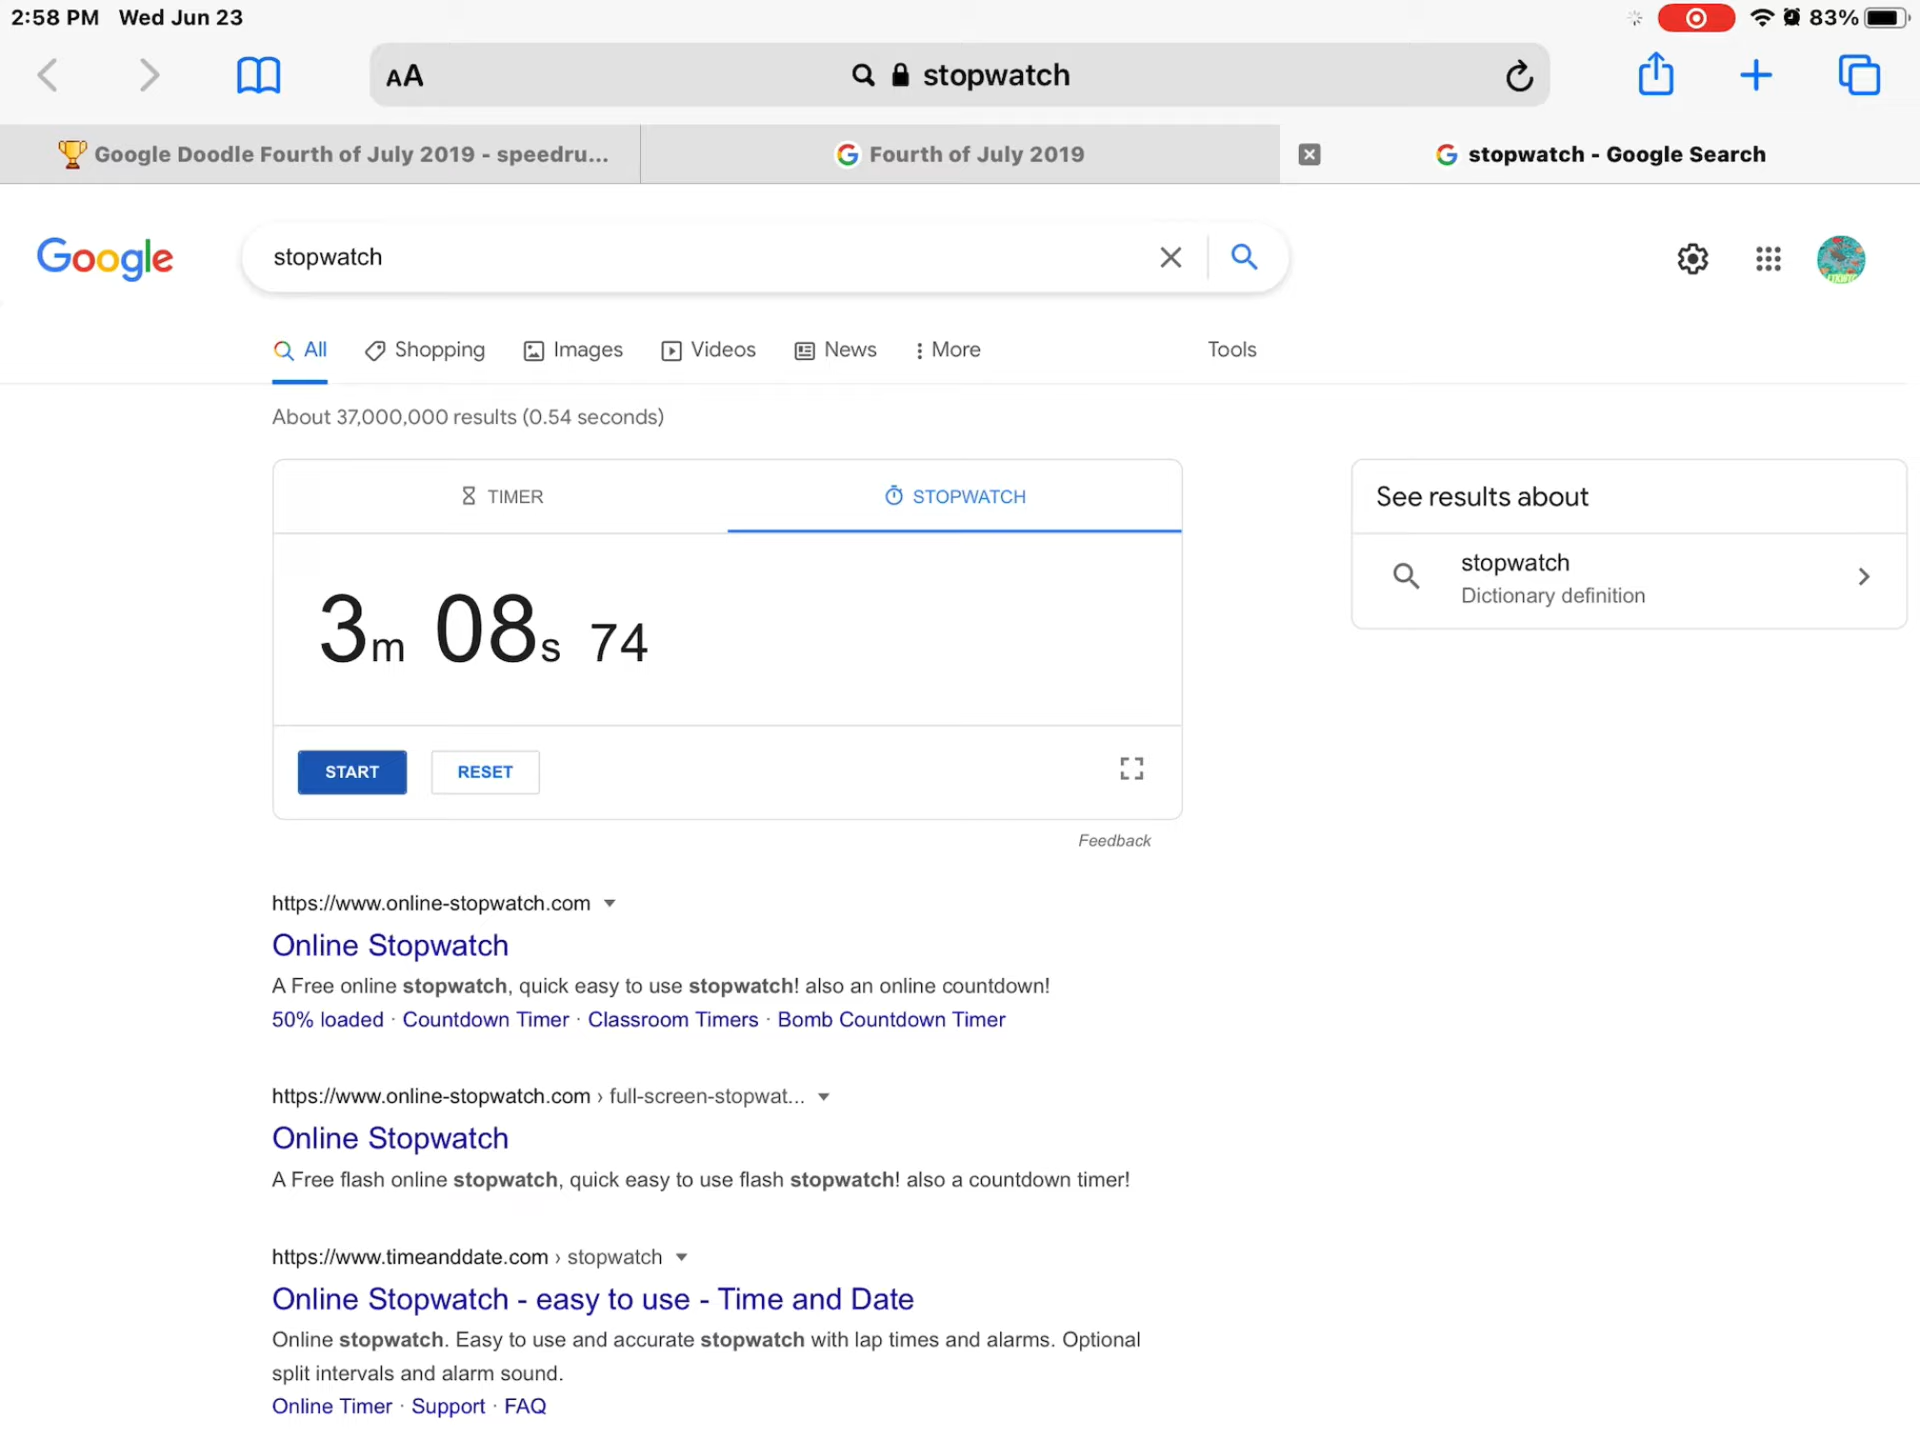 2:58 PM Wed Jun 23 83%
AA stopwatch
Google Doodle Fourth of July 2019 - speedru... Fourth of July 2019 stopwatch - Google Search
Google stopwatch
All Shopping Images Videos News More Tools
About 37,000,000 results (0.54 seconds)
TIMER STOPWATCH
3m 08s 74
START RESET
Feedback
See results about
stopwatch
Dictionary definition
https://www.online-stopwatch.com
Online Stopwatch
A Free online stopwatch, quick easy to use stopwatch! also an online countdown!
50% loaded · Countdown Timer · Classroom Timers · Bomb Countdown Timer
https://www.online-stopwatch.com › full-screen-stopwat...
Online Stopwatch
A Free flash online stopwatch, quick easy to use flash stopwatch! also a countdown timer!
https://www.timeanddate.com › stopwatch
Online Stopwatch - easy to use - Time and Date
Online stopwatch. Easy to use and accurate stopwatch with lap times and alarms. Optional
split intervals and alarm sound.
Online Timer · Support · FAQ